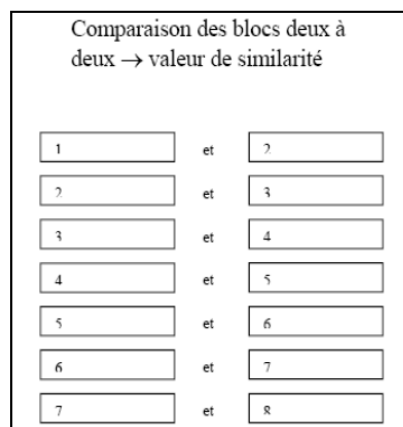 Comparaison des blocs deux à
deux → valeur de similarité
1 et 2
2 et 3
3 et 4
4 et 5
5 et 6
6 et 7
7 et 8